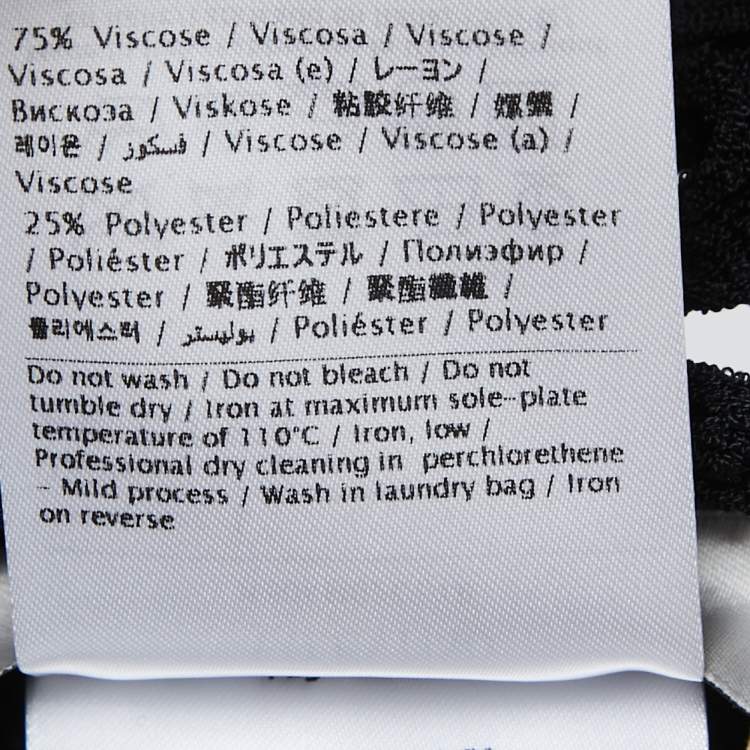 75% Viscose / Viscosa / Viscose /
Viscosa / Viscosa (e) / レーヨン /
Вискоза / Viskose / 粘胶纤维 / 嫘縈 /
레이온 / فسكوز / Viscose / Viscose (a) /
Viscose
25% Polyester / Poliestere / Polyester
/ Poliéster / ポリエステル / Полиэфир /
Polyester / 聚酯纤维 / 聚酯纖維 /
폴리에스터 / بوليستر / Poliéster / Polyester
Do not wash / Do not bleach / Do not
tumble dry / Iron at maximum sole-plate
temperature of 110°C / Iron, low /
Professional dry cleaning in perchlorethene
- Mild process / Wash in laundry bag / Iron
on reverse